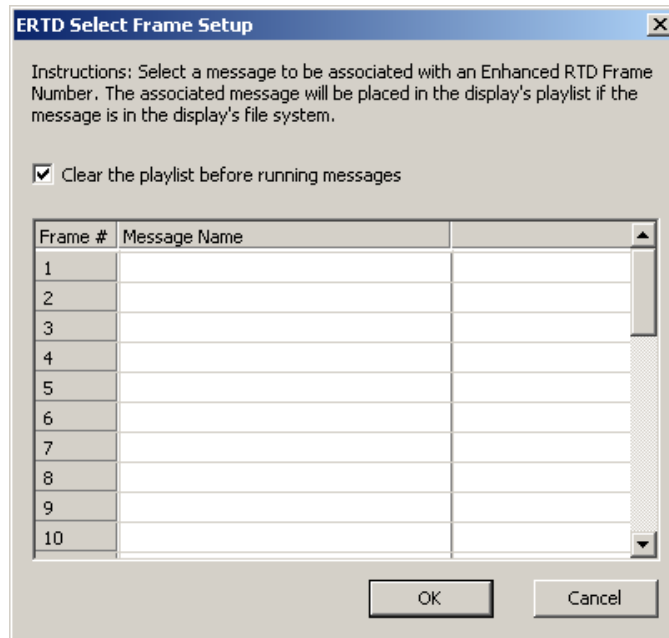 ERTD Select Frame Setup
Instructions: Select a message to be associated with an Enhanced RTD Frame
Number. The associated message will be placed in the display's playlist if the
message is in the display's file system.
Clear the playlist before running messages
Frame # Message Name
1
2
3
4
5
6
7
8
9
10
OK Cancel